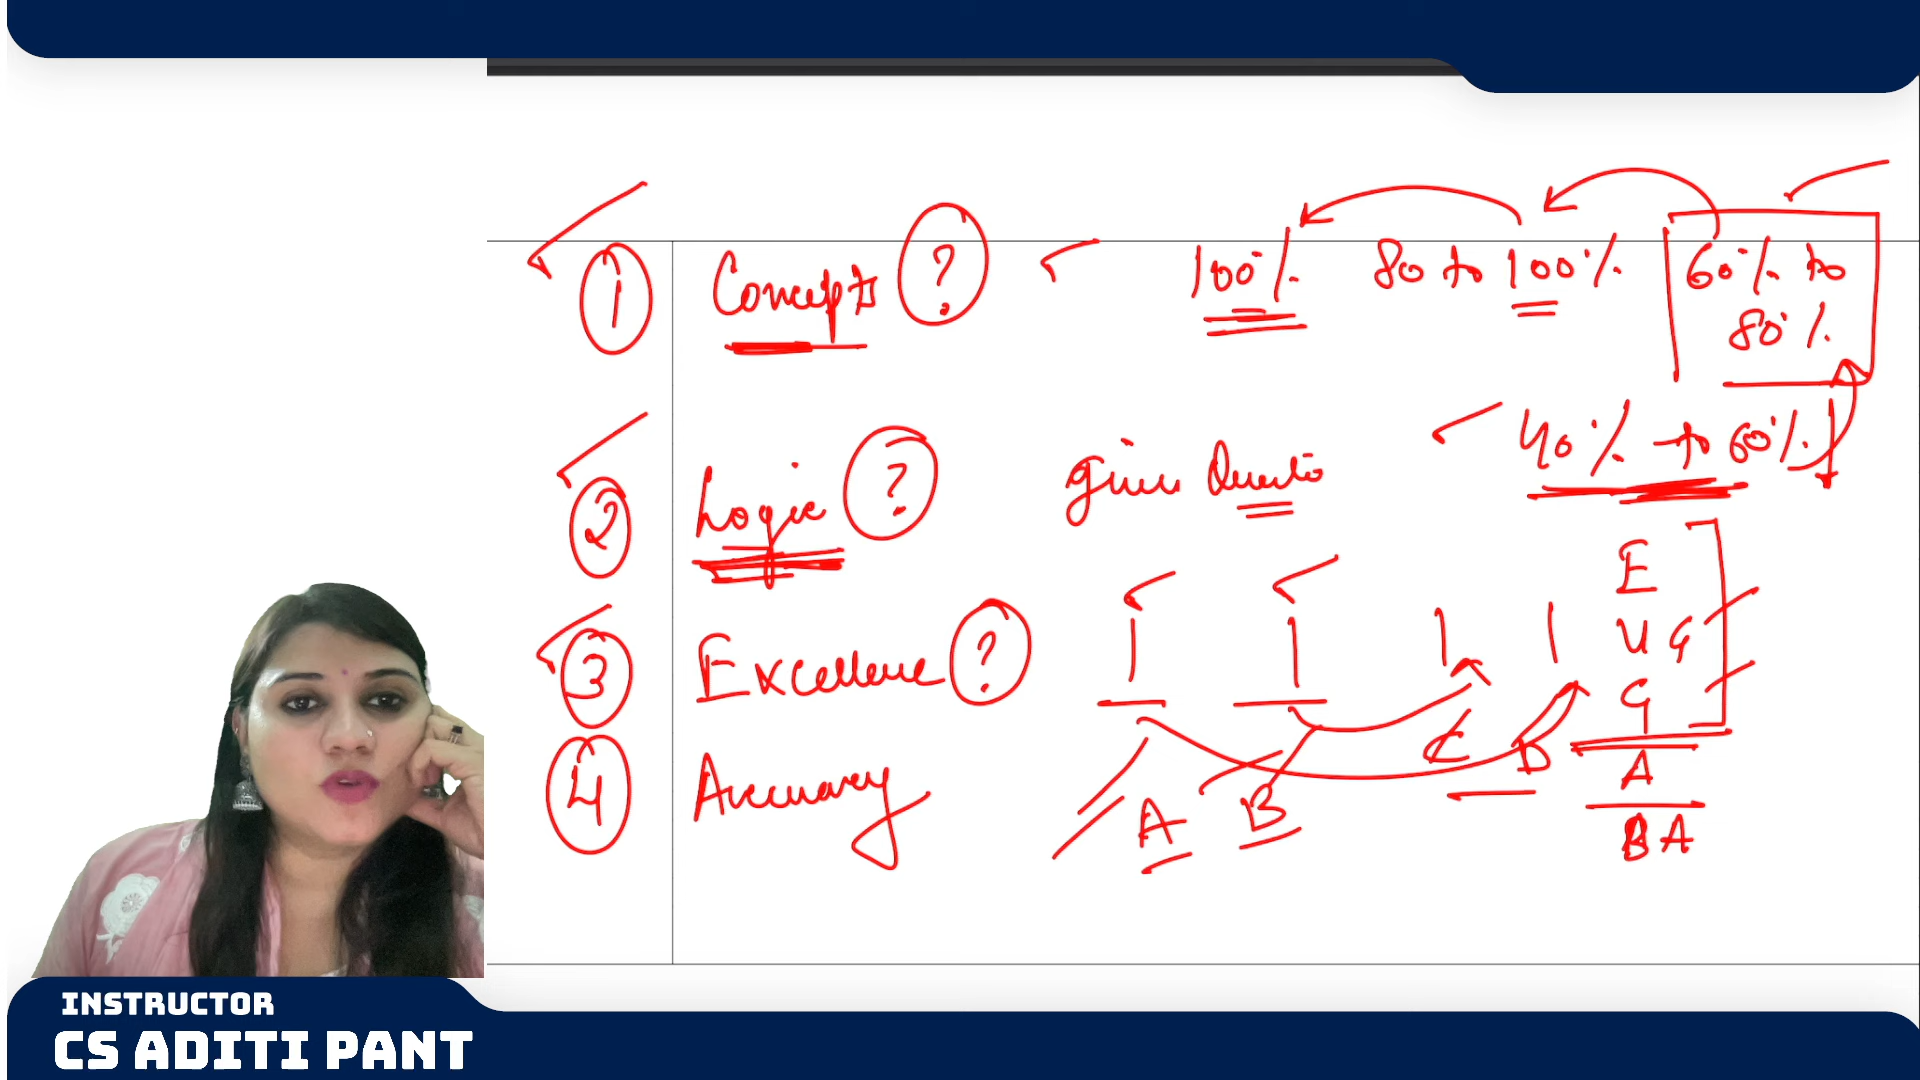 1 Concepts ? 100% 80 to 100% 60% to
80%
2 Logic ? given 40% to 60%
E
3 Excellence ? U G
G
C D
4 Accuracy A B A
B A
INSTRUCTOR
CS ADITI PANT